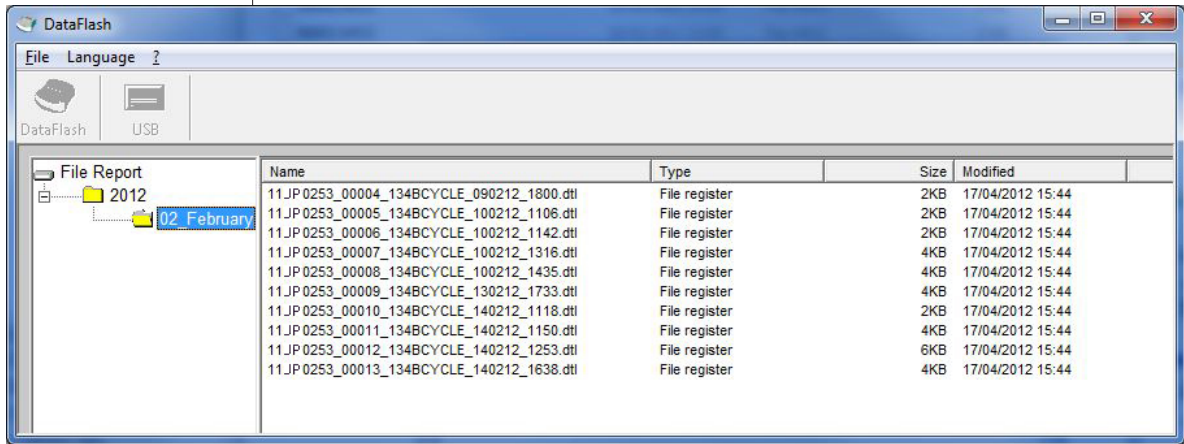 DataFlash
File Language ?
DataFlash USB
File Report
2012
02_February
Name Type Size Modified
11JP0253_00004_134BCYCLE_090212_1800.dtl File register 2KB 17/04/2012 15:44
11JP0253_00005_134BCYCLE_100212_1106.dtl File register 2KB 17/04/2012 15:44
11JP0253_00006_134BCYCLE_100212_1142.dtl File register 2KB 17/04/2012 15:44
11JP0253_00007_134BCYCLE_100212_1316.dtl File register 4KB 17/04/2012 15:44
11JP0253_00008_134BCYCLE_100212_1435.dtl File register 4KB 17/04/2012 15:44
11JP0253_00009_134BCYCLE_130212_1733.dtl File register 4KB 17/04/2012 15:44
11JP0253_00010_134BCYCLE_140212_1118.dtl File register 2KB 17/04/2012 15:44
11JP0253_00011_134BCYCLE_140212_1150.dtl File register 4KB 17/04/2012 15:44
11JP0253_00012_134BCYCLE_140212_1253.dtl File register 6KB 17/04/2012 15:44
11JP0253_00013_134BCYCLE_140212_1638.dtl File register 4KB 17/04/2012 15:44